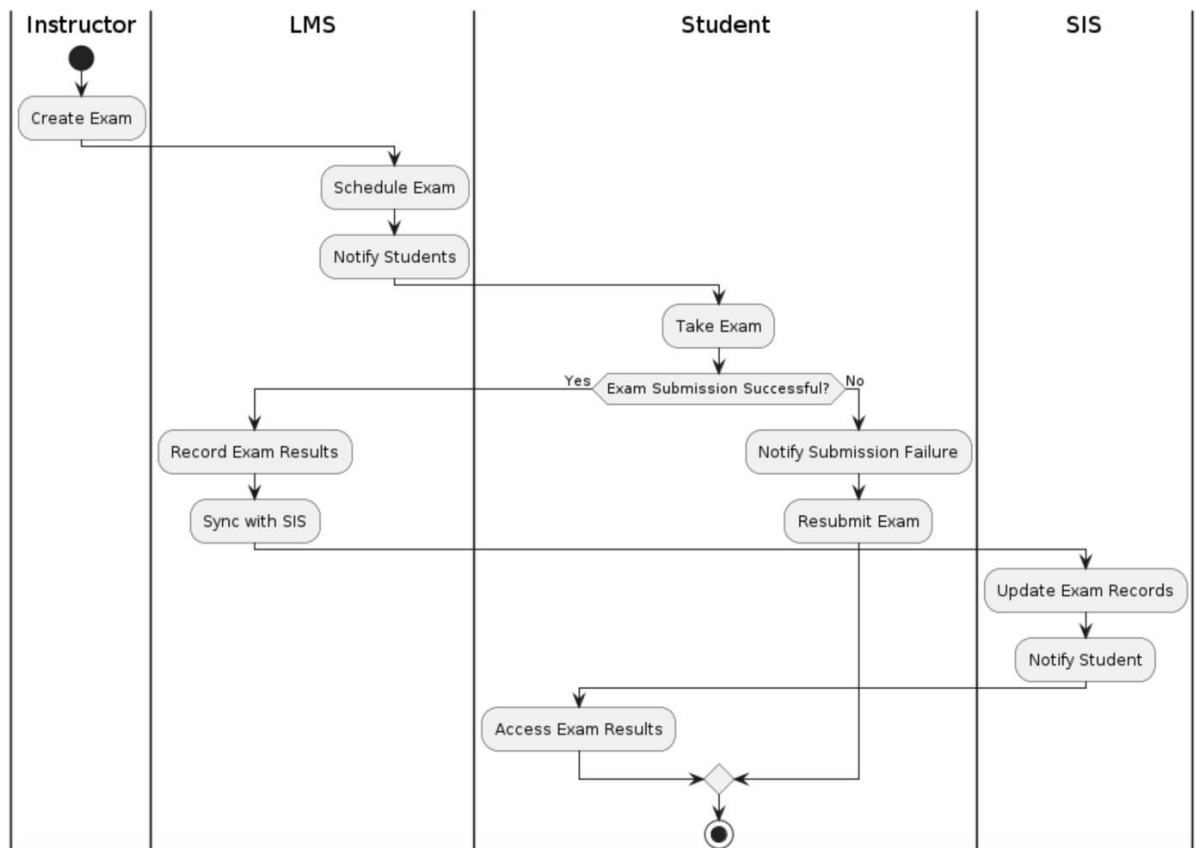 Instructor
LMS
Student
SIS
Create Exam
Schedule Exam
Notify Students
Take Exam
Yes
Exam Submission Successful?
No
Record Exam Results
Notify Submission Failure
Sync with SIS
Resubmit Exam
Update Exam Records
Notify Student
Access Exam Results